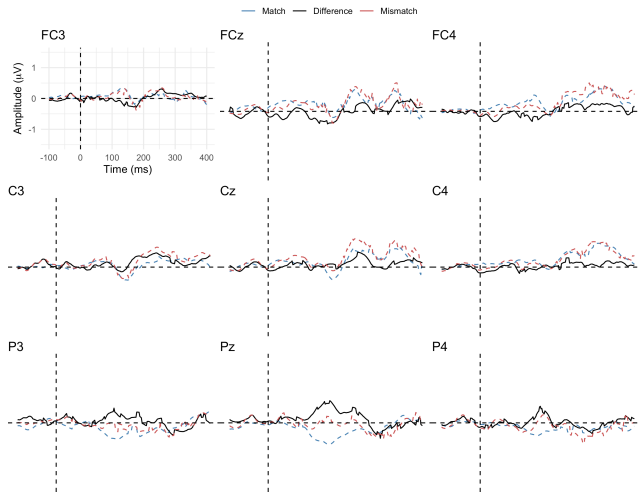 Match Difference Mismatch
FC3 FCz FC4
1
0
-1
Amplitude (µV)
-100 0 100 200 300 400
Time (ms)
C3 Cz C4
P3 Pz P4